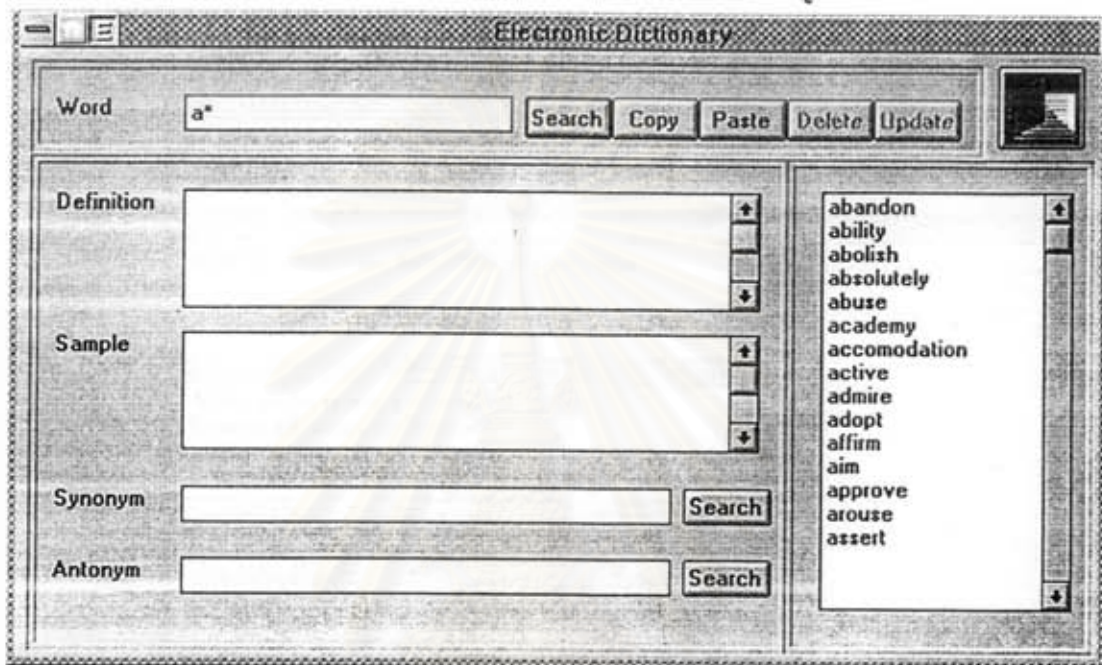 Electronic Dictionary
Word a* Search Copy Paste Delete Update
Definition
Sample
Synonym Search
Antonym Search
abandon
ability
abolish
absolutely
abuse
academy
accomodation
active
admire
adopt
affirm
aim
approve
arouse
assert